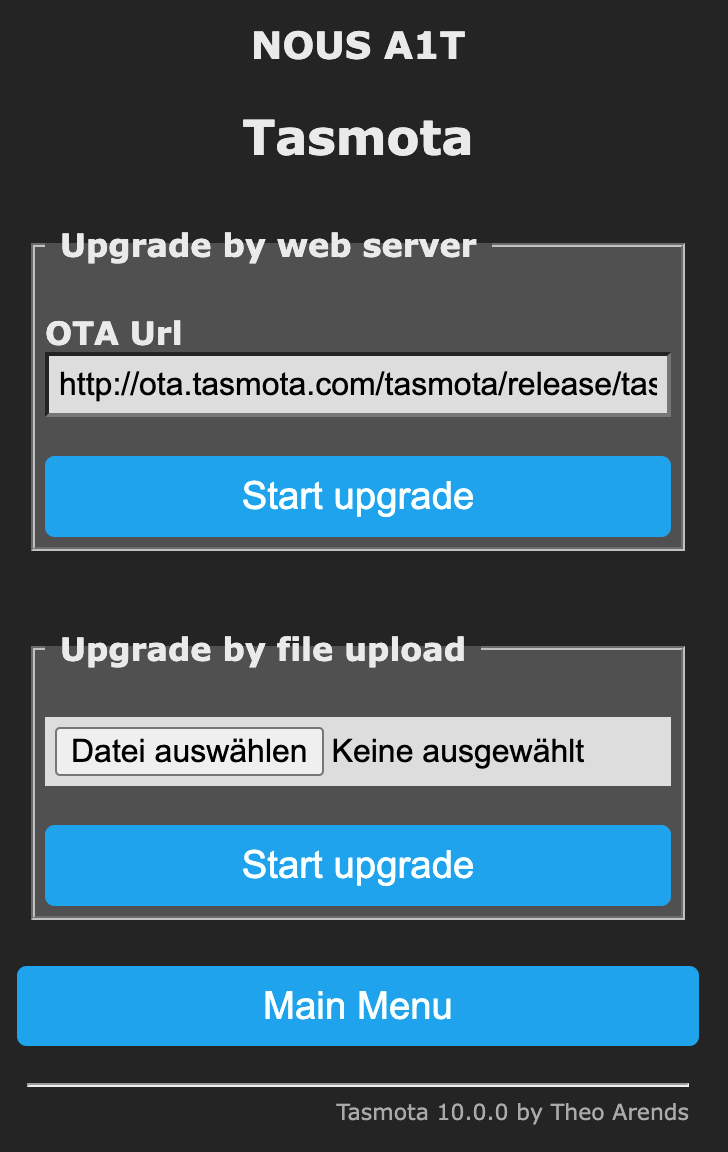 NOUS A1T
Tasmota
Upgrade by web server
OTA Url
http://ota.tasmota.com/tasmota/release/tas
Start upgrade
Upgrade by file upload
Datei auswählen Keine ausgewählt
Start upgrade
Main Menu
Tasmota 10.0.0 by Theo Arends